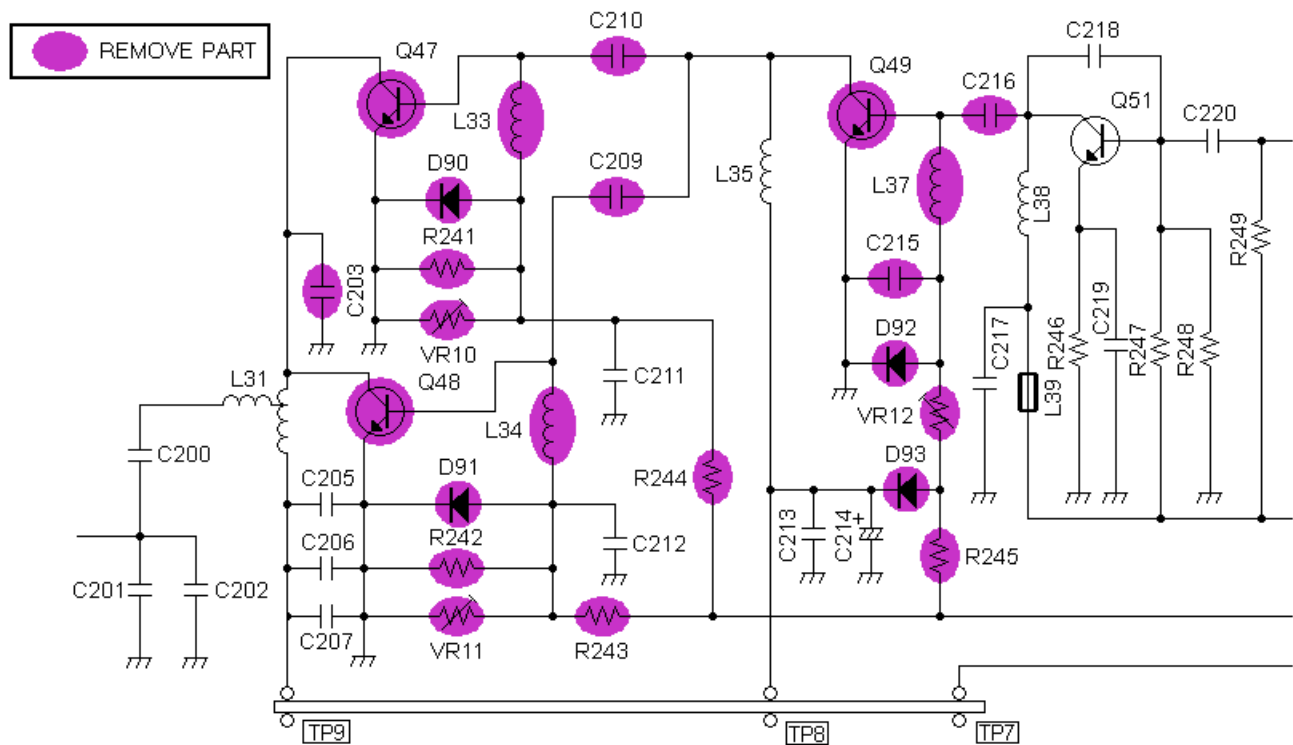 REMOVE PART
C210
C218
Q47
Q49
C216
Q51
C220
L33
C209
L35
L37
L38
D90
R249
R241
C215
C203
VR10
D92
C217
R246
C219
R247
R248
L31
Q48
C211
VR12
L39
L34
C200
D91
R244
D93
C205
R242
C213
C214
+
C206
C212
R245
C201
C202
C207
VR11
R243
TP9
TP8
TP7